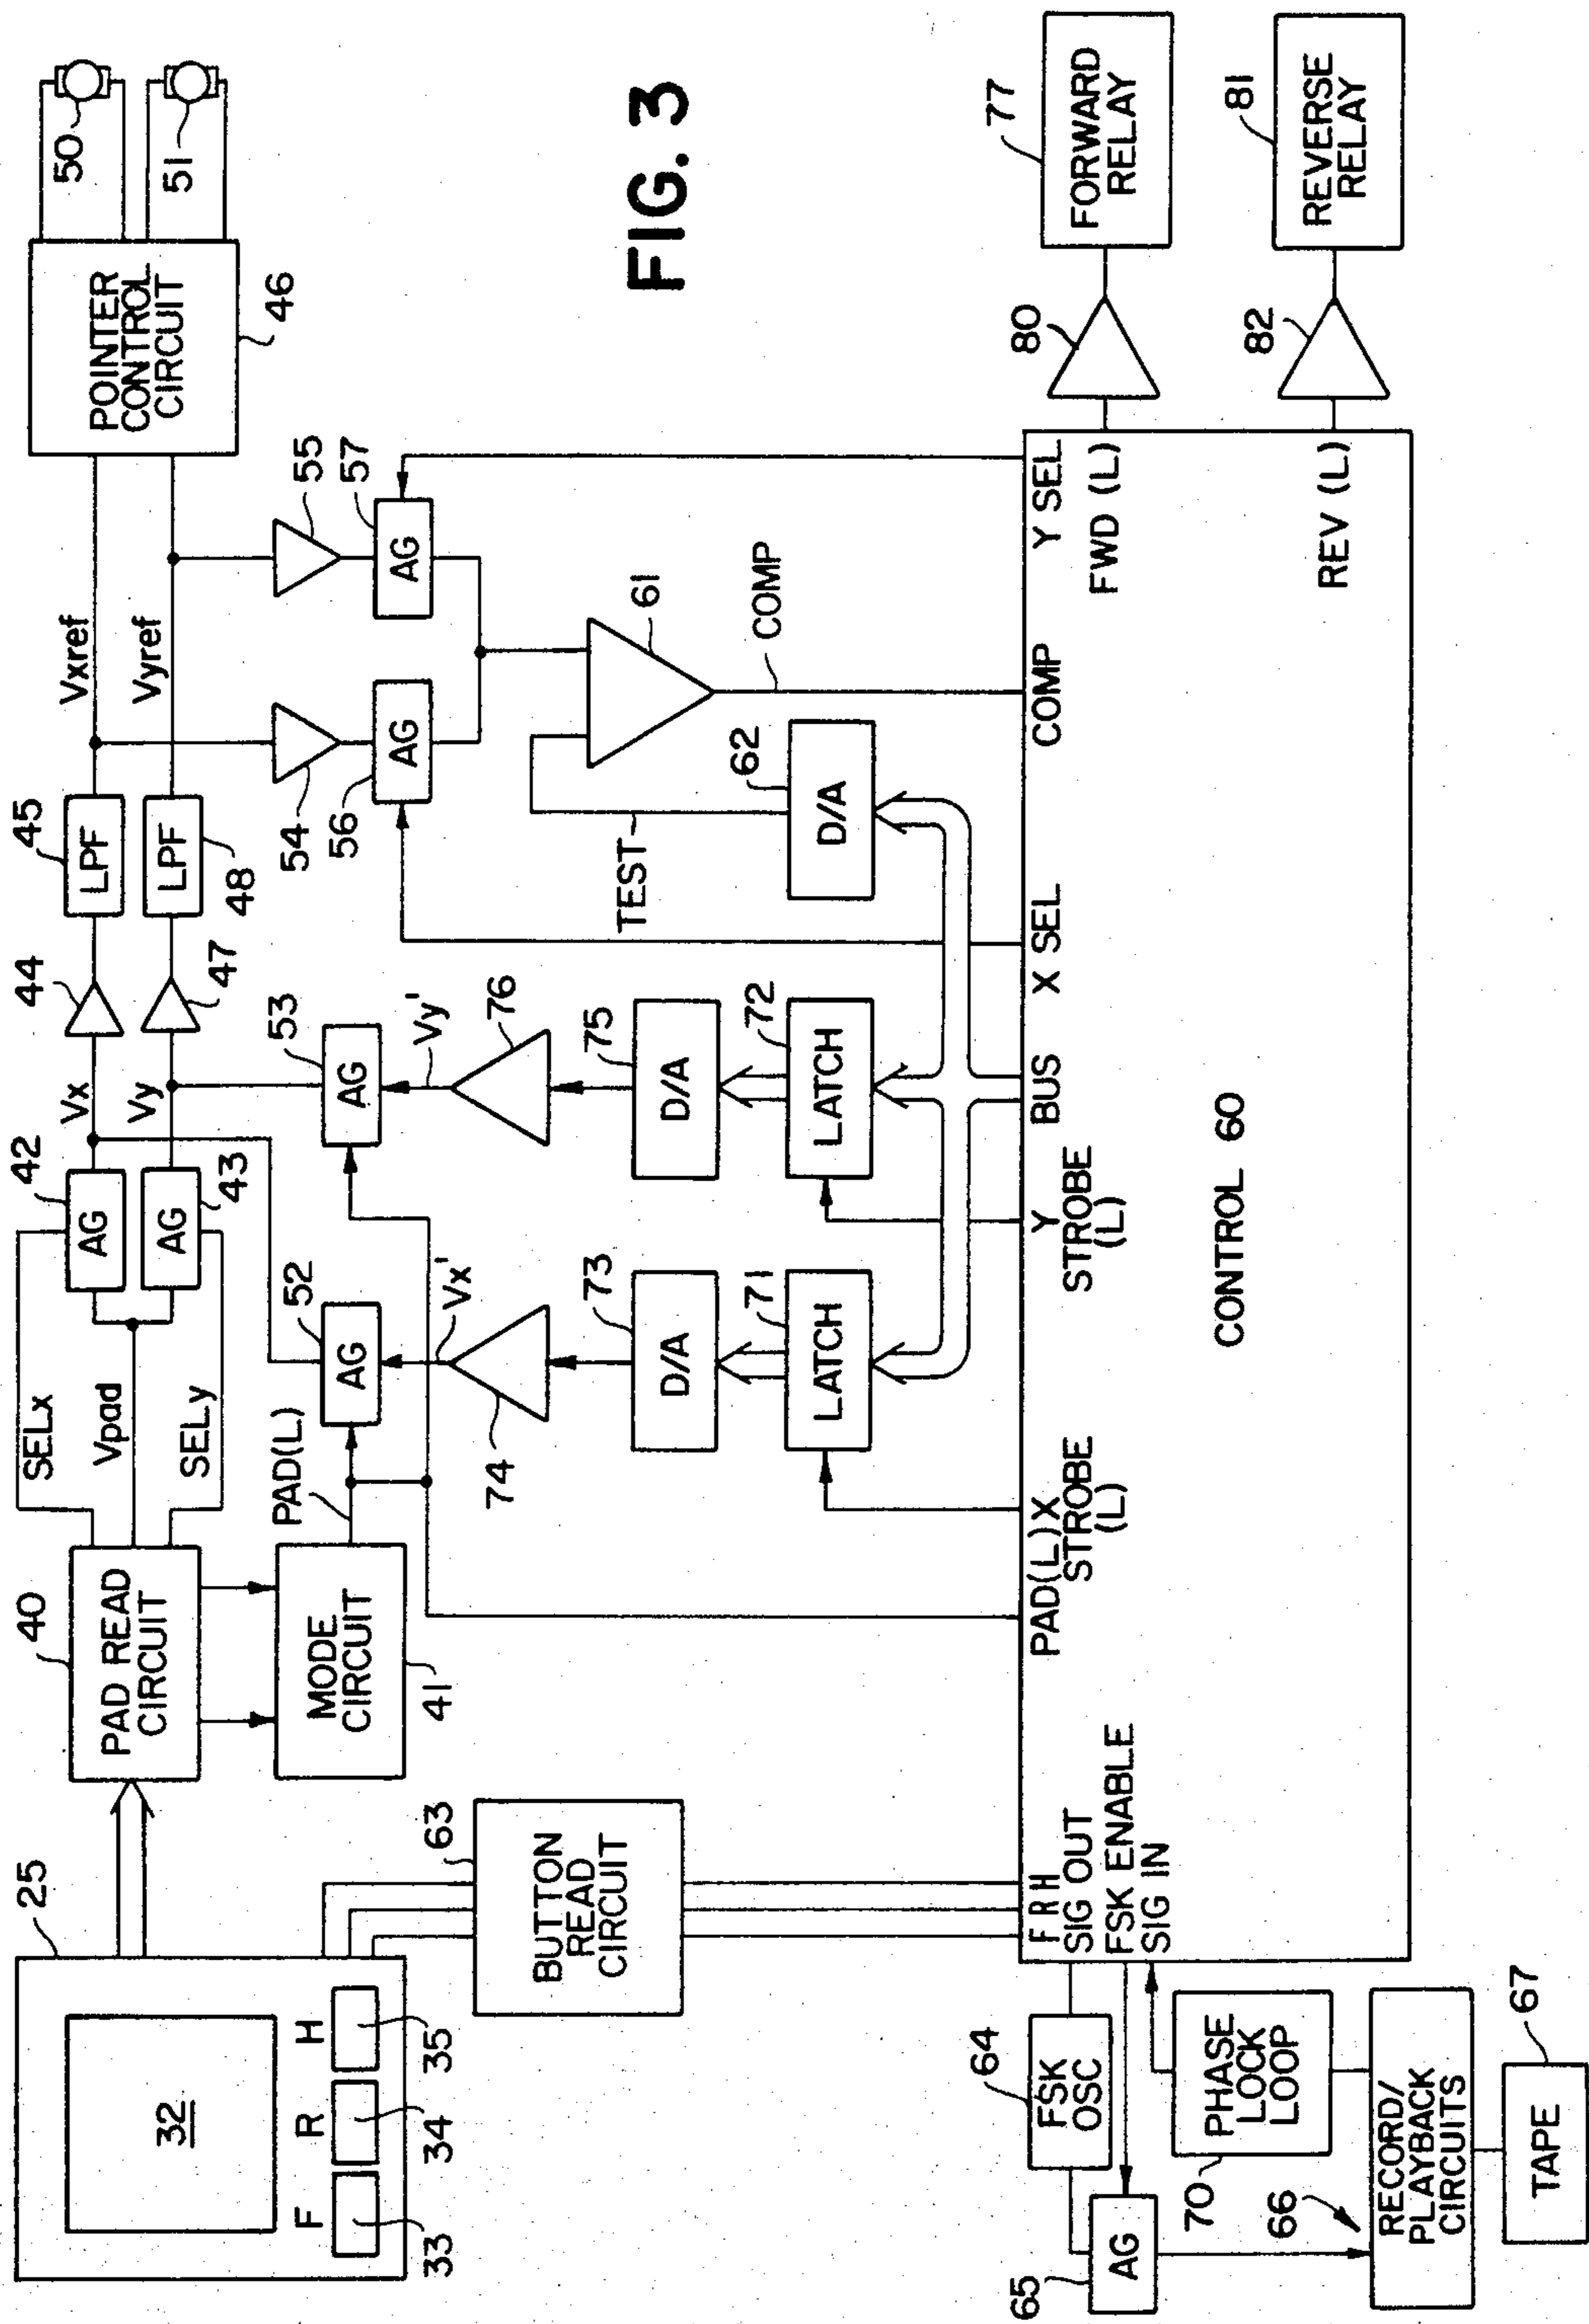 25
32
F
R
H
33
34
35
40
PAD READ
CIRCUIT
SELx
Vpad
SELy
42
AG
AG
43
Vx
Vy
44
47
45
LPF
LPF
48
Vxref
Vyref
POINTER
CONTROL
CIRCUIT
46
50
51
MODE
CIRCUIT
41
PAD(L)
52
AG
Vx'
74
73
D/A
71
LATCH
53
AG
Vy'
76
75
D/A
72
LATCH
54
55
56
AG
57
AG
61
TEST
62
D/A
COMP
FIG. 3
63
BUTTON
READ
CIRCUIT
F R H
SIG OUT
FSK ENABLE
SIG IN
PAD(L)
X
STROBE
(L)
Y
STROBE
(L)
BUS
X SEL
COMP
Y SEL
FWD (L)
REV (L)
CONTROL 60
80
77
FORWARD
RELAY
82
81
REVERSE
RELAY
64
FSK
OSC
65
AG
70
PHASE
LOCK
LOOP
66
RECORD/
PLAYBACK
CIRCUITS
67
TAPE